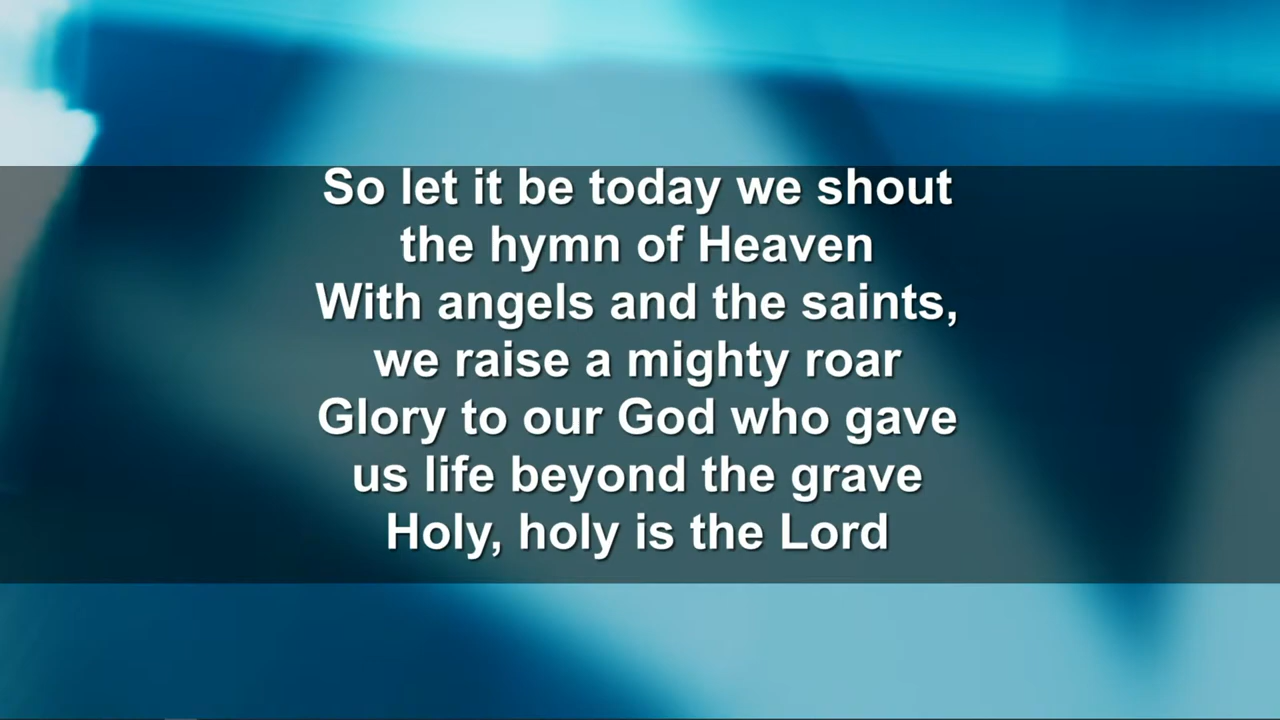 So let it be today we shout
the hymn of Heaven
With angels and the saints,
we raise a mighty roar
Glory to our God who gave
us life beyond the grave
Holy, holy is the Lord